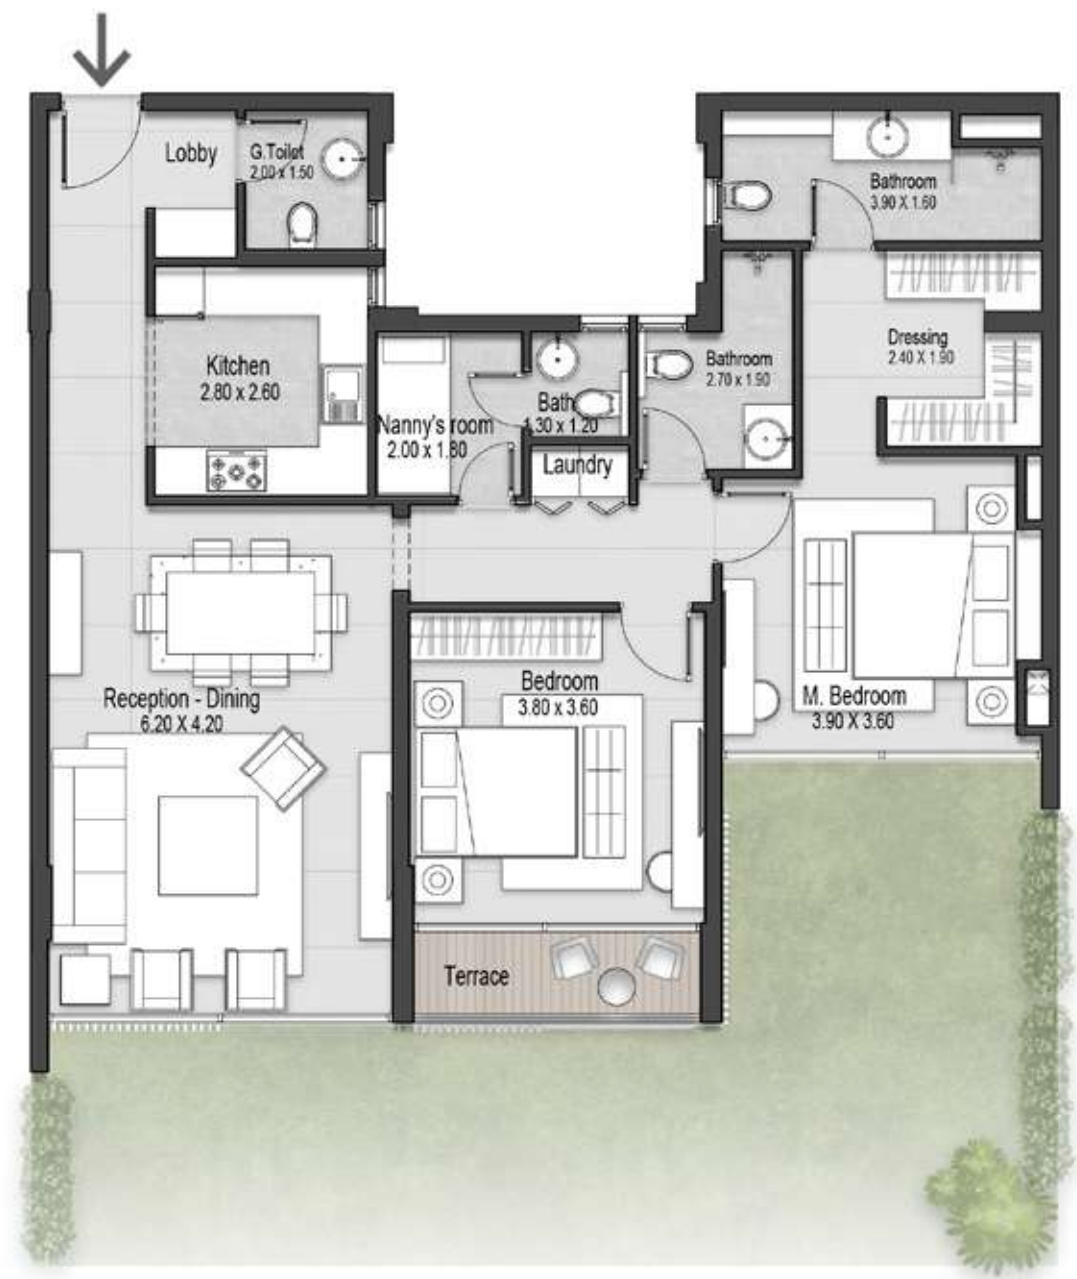 Lobby
G.Toilet
2.00 x 1.50
Bathroom
3.90 X 1.60
Kitchen
2.80 x 2.60
Nanny's room
2.00 x 1.80
Bath
1.30 x 1.20
Laundry
Bathroom
2.70 x 1.90
Dressing
2.40 X 1.90
Reception - Dining
6.20 X 4.20
Bedroom
3.80 x 3.60
M. Bedroom
3.90 X 3.60
Terrace